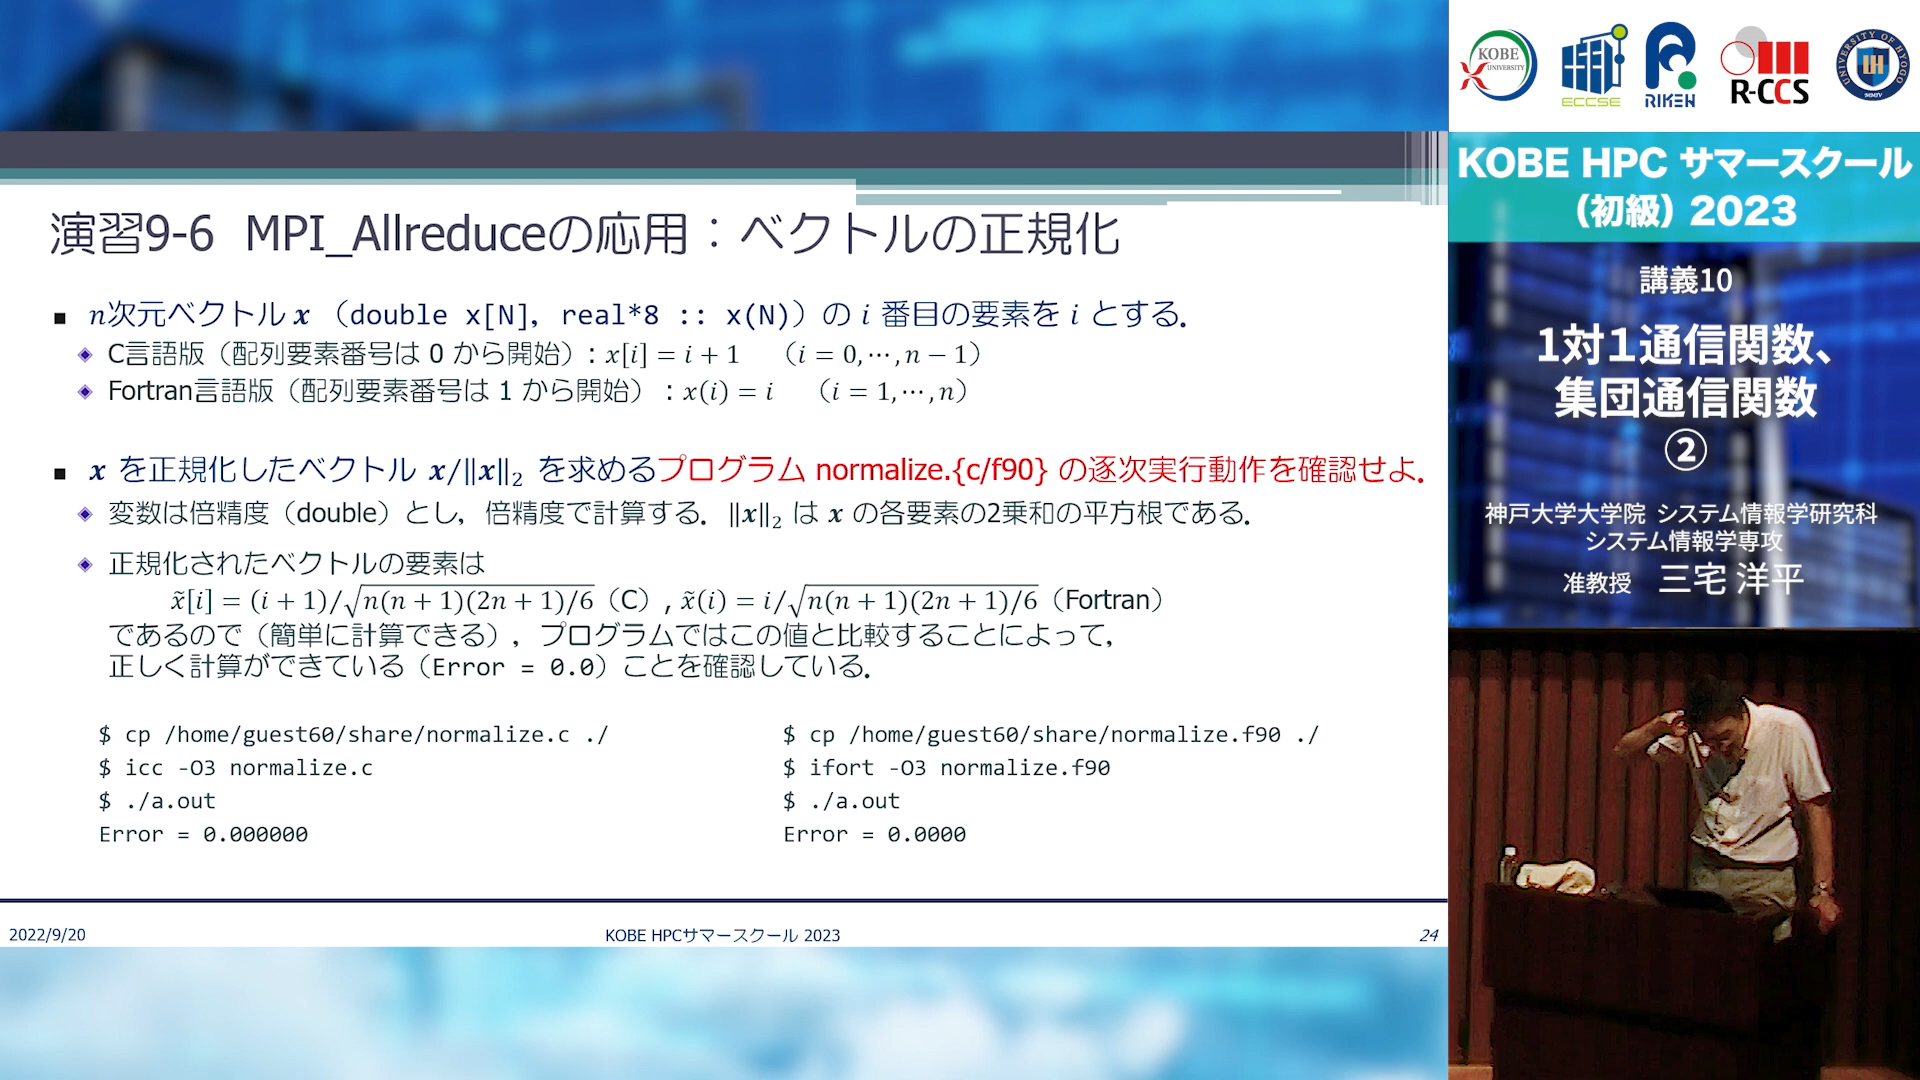 演習9-6 MPI_Allreduceの応用：ベクトルの正規化
n次元ベクトル x （double x[N], real*8 :: x(N)）の i 番目の要素を i とする．
C言語版（配列要素番号は 0 から開始）: x[i] = i + 1 （i = 0,⋯,n − 1）
Fortran言語版（配列要素番号は 1 から開始） : x(i) = i （i = 1,⋯,n）
x を正規化したベクトル x/‖x‖₂ を求めるプログラム normalize.{c/f90} の逐次実行動作を確認せよ．
変数は倍精度（double）とし，倍精度で計算する．‖x‖₂ は x の各要素の2乗和の平方根である．
正規化されたベクトルの要素は
x̃[i] = (i + 1)/√n(n + 1)(2n + 1)/6（C）, x̃(i) = i/√n(n + 1)(2n + 1)/6（Fortran）
であるので（簡単に計算できる），プログラムではこの値と比較することによって，
正しく計算ができている（Error = 0.0）ことを確認している．
$ cp /home/guest60/share/normalize.c ./
$ icc -O3 normalize.c
$ ./a.out
Error = 0.000000
$ cp /home/guest60/share/normalize.f90 ./
$ ifort -O3 normalize.f90
$ ./a.out
Error = 0.0000
2022/9/20
KOBE HPCサマースクール 2023
24
KOBE
UNIVERSITY
ECCSE
RIKEN
R-CCS
UNIVERSITY OF HYOGO
KOBE HPC サマースクール
（初級）2023
講義10
1対１通信関数、
集団通信関数
②
神戸大学大学院 システム情報学研究科
システム情報学専攻
准教授 三宅 洋平